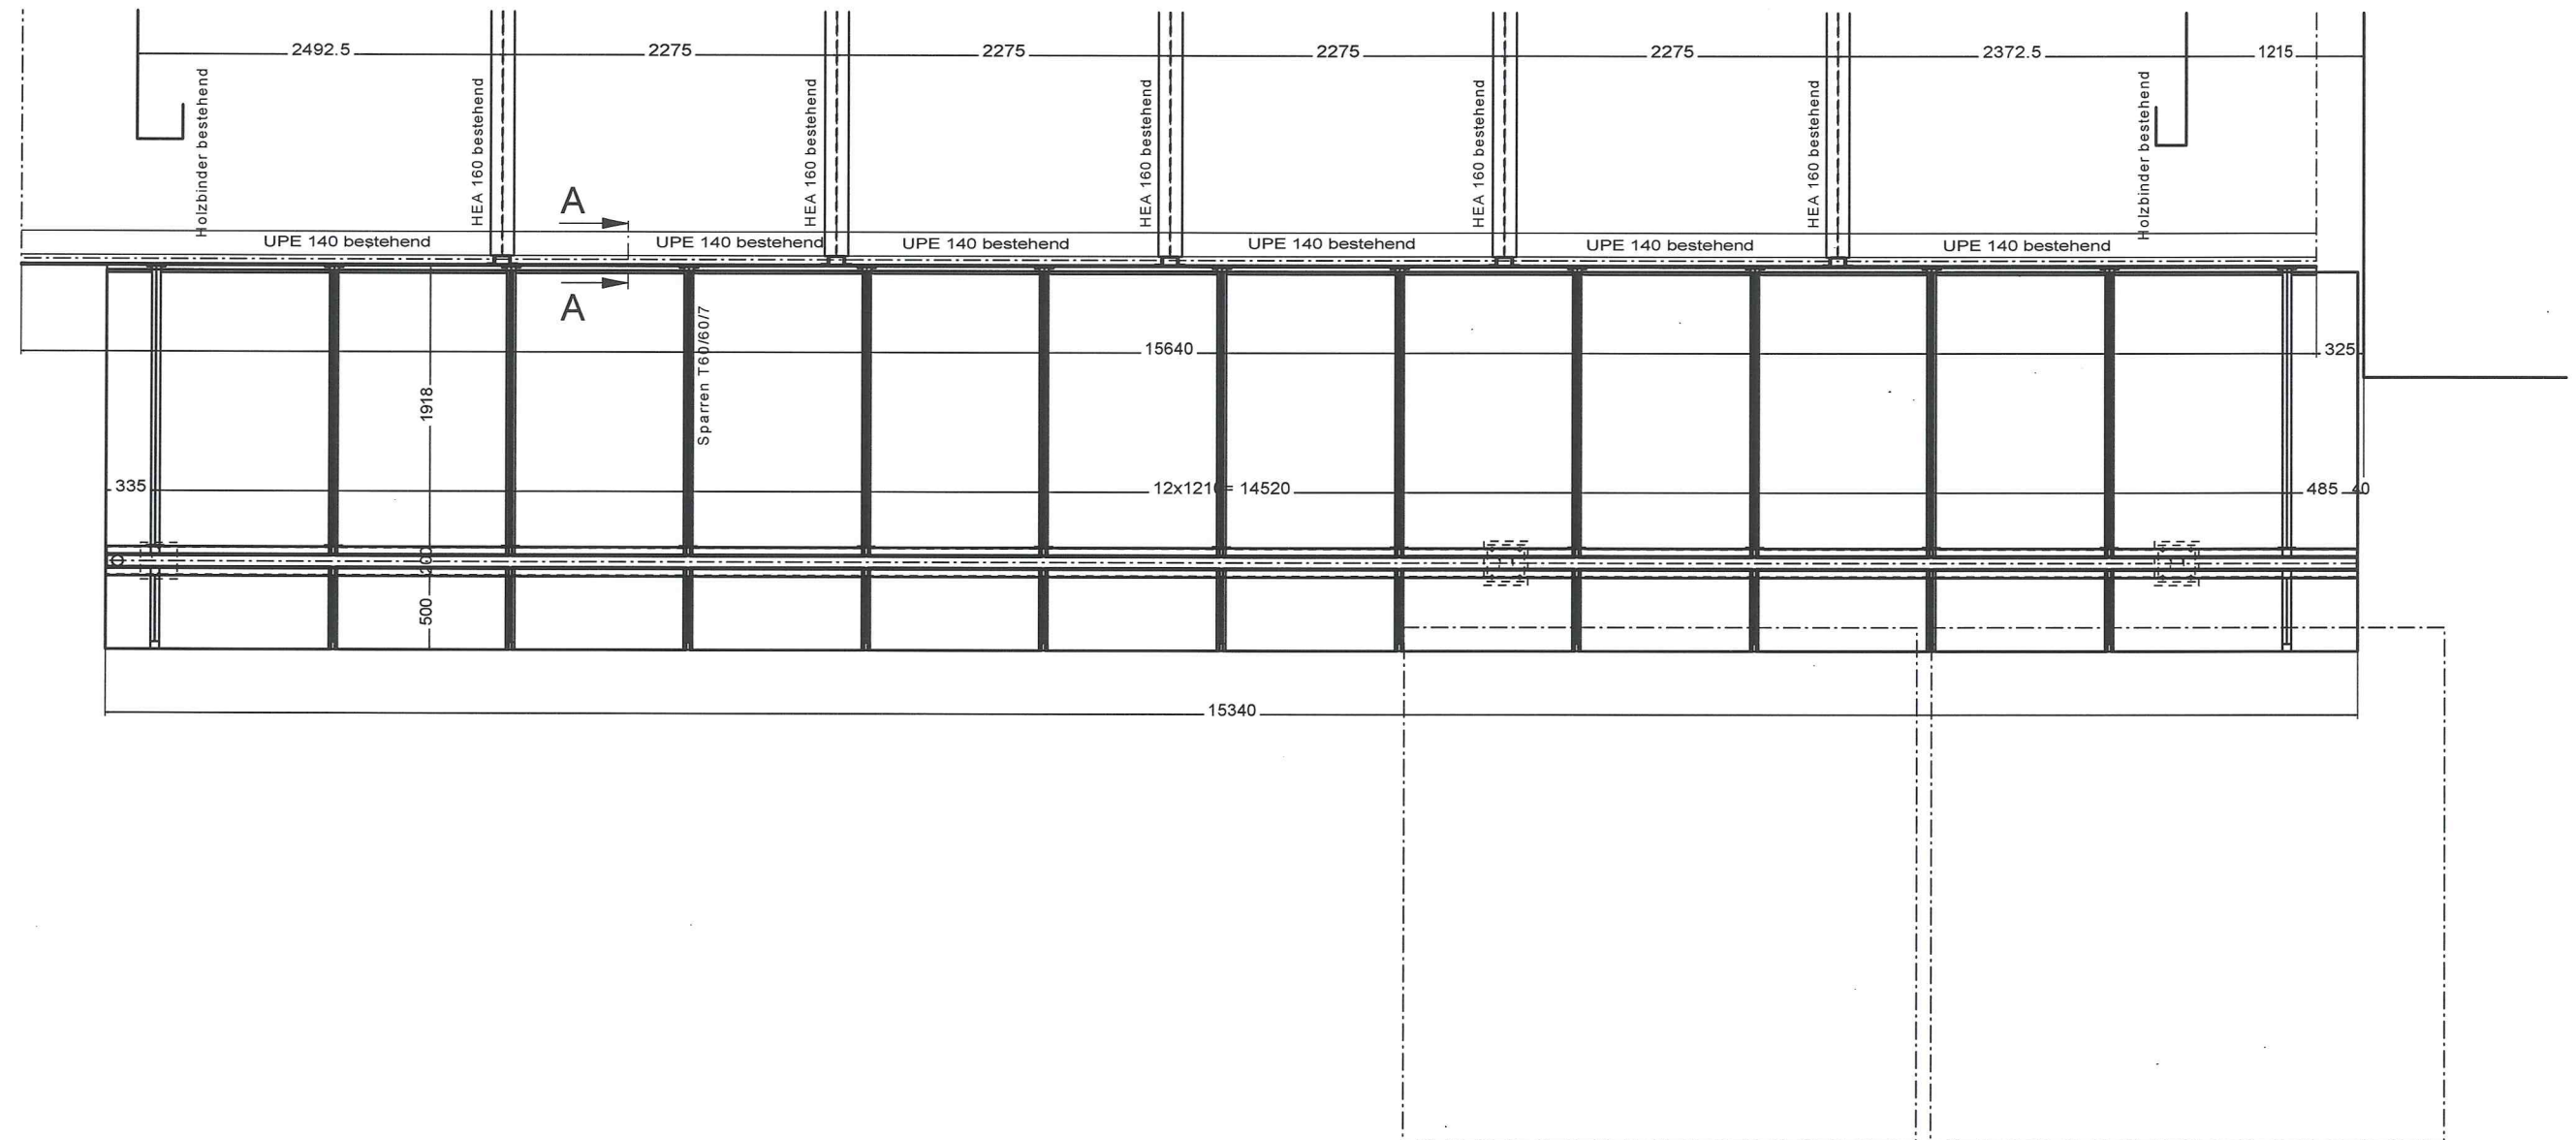 2492.5
2275
2275
2275
2275
2372.5
1215
Holzbinder bestehend
HEA 160 bestehend
HEA 160 bestehend
HEA 160 bestehend
HEA 160 bestehend
HEA 160 bestehend
Holzbinder bestehend
A
UPE 140 bestehend
UPE 140 bestehend
UPE 140 bestehend
UPE 140 bestehend
UPE 140 bestehend
UPE 140 bestehend
A
Sparren T60/60/7
15640
325
1918
335
12x1210= 14520
485
40
200
500
15340